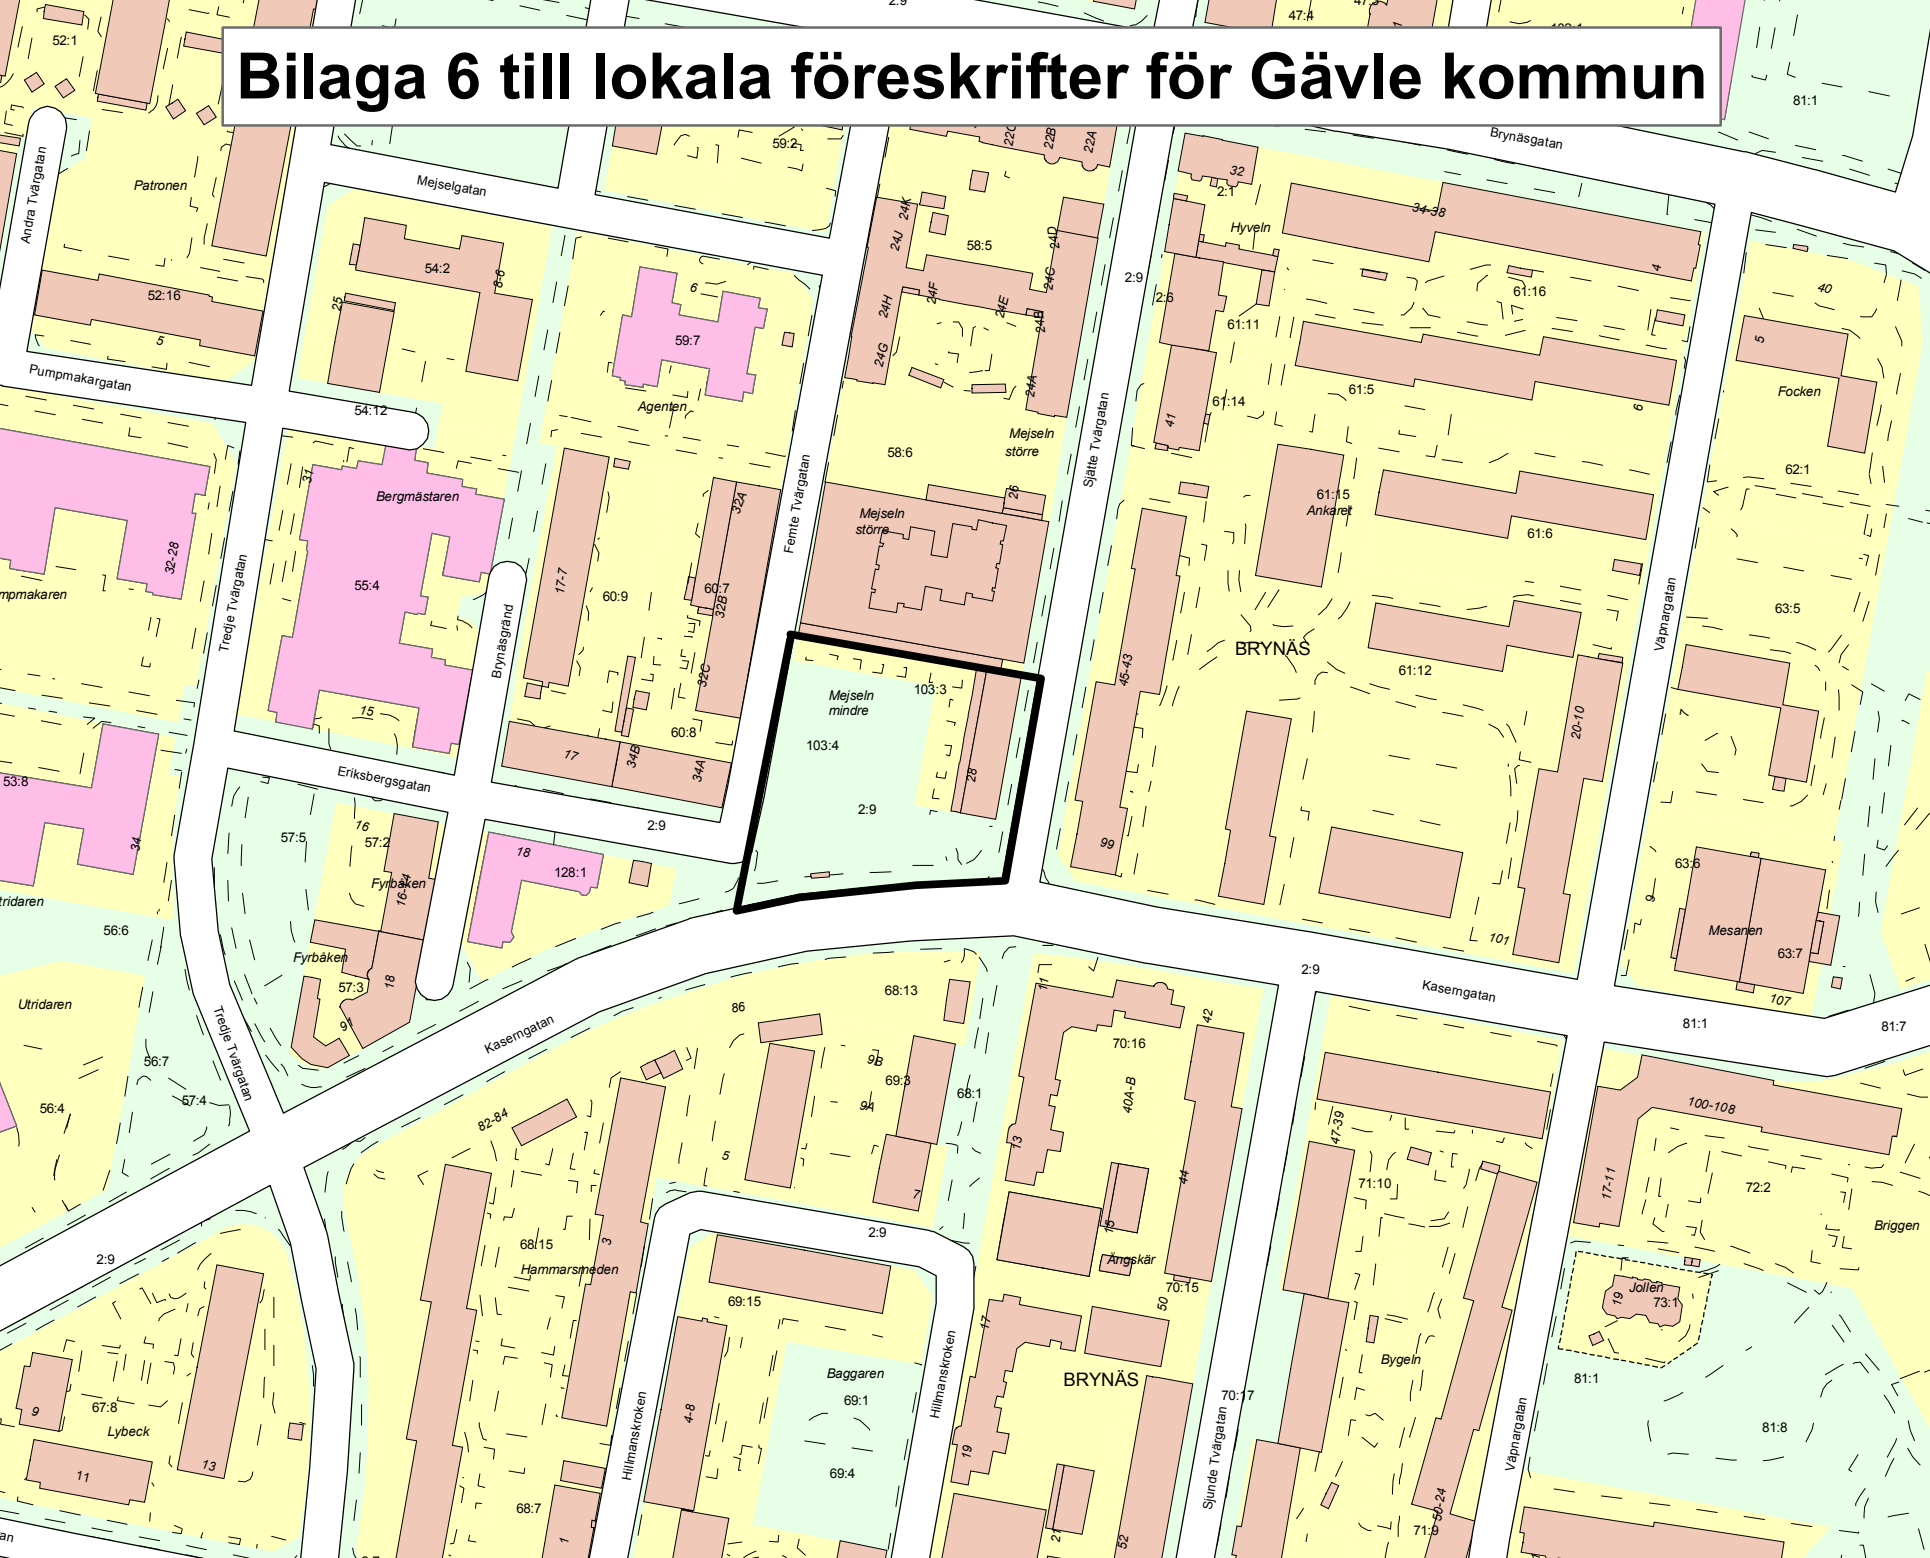 2:9
47:4
52:1
Bilaga 6 till lokala föreskrifter för Gävle kommun
81:1
Brynäsgatan
59:2
22C
22B
22A
32
2:1
Andra Tvärgatan
Patronen
Mejselgatan
24K
24J
58:5
24D
Hyveln
34-38
4
54:2
8-6
52:16
25
5
6
59:7
24H
24F
24E
24C
24B
24G
24A
2:9
2:6
61:11
61:16
40
5
Pumpmakargatan
54:12
Agenten
61:5
61:14
41
6
Focken
58:6
Mejseln
större
Sjätte Tvärgatan
62:1
31
Bergmästaren
32A
Femte Tvärgatan
Mejseln
större
26
61:15
Ankaret
61:6
32-28
55:4
17-7
60:9
60:7
32B
mpmakaren
Tredje Tvärgatan
Brynäsgränd
32C
BRYNÄS
Väpnargatan
63:5
45-43
61:12
15
Mejseln
mindre
103:3
103:4
60:8
20-10
7
17
34B
34A
28
53:8
Eriksbergsgatan
2:9
2:9
34
57:5
16
57:2
18
128:1
99
63:6
Fyrbåken
16-14
tridaren
56:6
9
Mesanen
101
63:7
Fyrbåken
57:3
18
91
2:9
Kaserngatan
107
Utridaren
Tredje Tvärgatan
Kaserngatan
86
68:13
11
42
81:1
81:7
56:7
70:16
9B
69:3
68:1
40A-B
9A
56:4
57:4
82-84
5
13
47-39
100-108
7
44
71:10
17-11
72:2
Briggen
2:9
68:15
Hammarsmeden
3
2:9
15
Ängskär
70:15
50
Jollen
73:1
19
69:15
17
Hillmanskroken
BRYNÄS
Bygeln
81:1
Baggaren
69:1
70:17
9
67:8
Lybeck
4-8
Hillmanskroken
Sjunde Tvärgatan
Väpnargatan
81:8
11
13
19
69:4
68:7
1
21
52
50-24
71:9
an